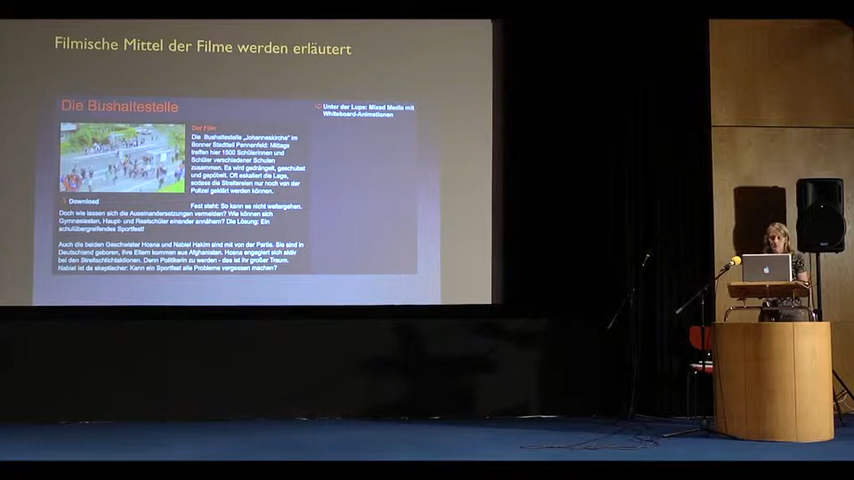 Filmische Mittel der Filme werden erläutert
Die Bushaltestelle
Unter der Lupe: Mixed Media mit
Whiteboard-Animationen
Der Film
Die Bushaltestelle „Johanneskirche" im
Bonner Stadtteil Pennenfeld. Mittags
treffen hier 1500 Schülerinnen und
Schüler verschiedener Schulen
zusammen. Es wird gedrängelt, geschubst
und gepöbelt. Oft eskaliert die Lage,
sodass die Streitereien nur noch von der
Polizei geklärt werden können.
Fest steht: So kann es nicht weitergehen.
Download
Doch wie lassen sich die Auseinandersetzungen vermeiden? Wie können sich
Gymnasiasten, Haupt- und Realschüler einander annähern? Die Lösung: Ein
schulübergreifendes Sportfest!
Auch die beiden Geschwister Hosna und Nabiel Hakim sind mit von der Partie. Sie sind in
Deutschland geboren, ihre Eltern kommen aus Afghanistan. Hosna engagiert sich aktiv
bei den Streitschlichtaktionen. Denn Politikerin zu werden - das ist ihr großer Traum.
Nabiel ist da skeptischer: Kann ein Sportfest alle Probleme vergessen machen?